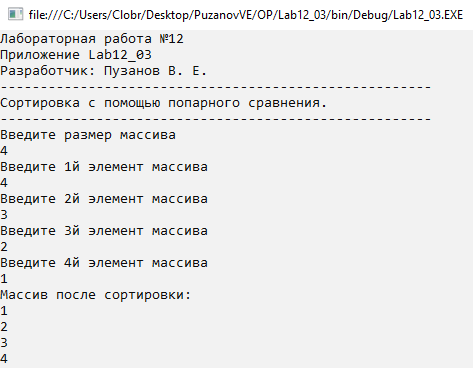 file:///C:/Users/Clobr/Desktop/PuzanovVE/OP/Lab12_03/bin/Debug/Lab12_03.EXE
Лабораторная работа №12
Приложение Lab12_03
Разработчик: Пузанов В. Е.
------------------------------------------------------
Сортировка с помощью попарного сравнения.
------------------------------------------------------
Введите размер массива
4
Введите 1й элемент массива
4
Введите 2й элемент массива
3
Введите 3й элемент массива
2
Введите 4й элемент массива
1
Массив после сортировки:
1
2
3
4